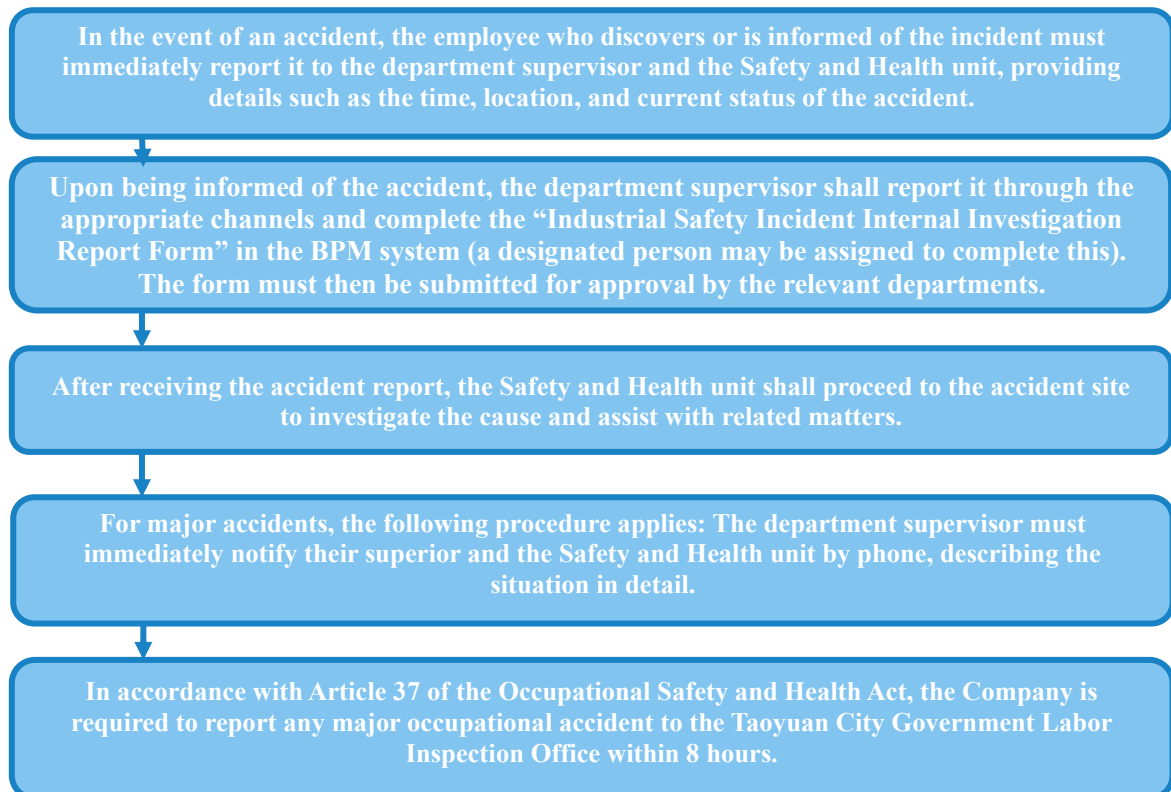 In the event of an accident, the employee who discovers or is informed of the incident must
immediately report it to the department supervisor and the Safety and Health unit, providing
details such as the time, location, and current status of the accident.
Upon being informed of the accident, the department supervisor shall report it through the
appropriate channels and complete the “Industrial Safety Incident Internal Investigation
Report Form” in the BPM system (a designated person may be assigned to complete this).
The form must then be submitted for approval by the relevant departments.
After receiving the accident report, the Safety and Health unit shall proceed to the accident site
to investigate the cause and assist with related matters.
For major accidents, the following procedure applies: The department supervisor must
immediately notify their superior and the Safety and Health unit by phone, describing the
situation in detail.
In accordance with Article 37 of the Occupational Safety and Health Act, the Company is
required to report any major occupational accident to the Taoyuan City Government Labor
Inspection Office within 8 hours.